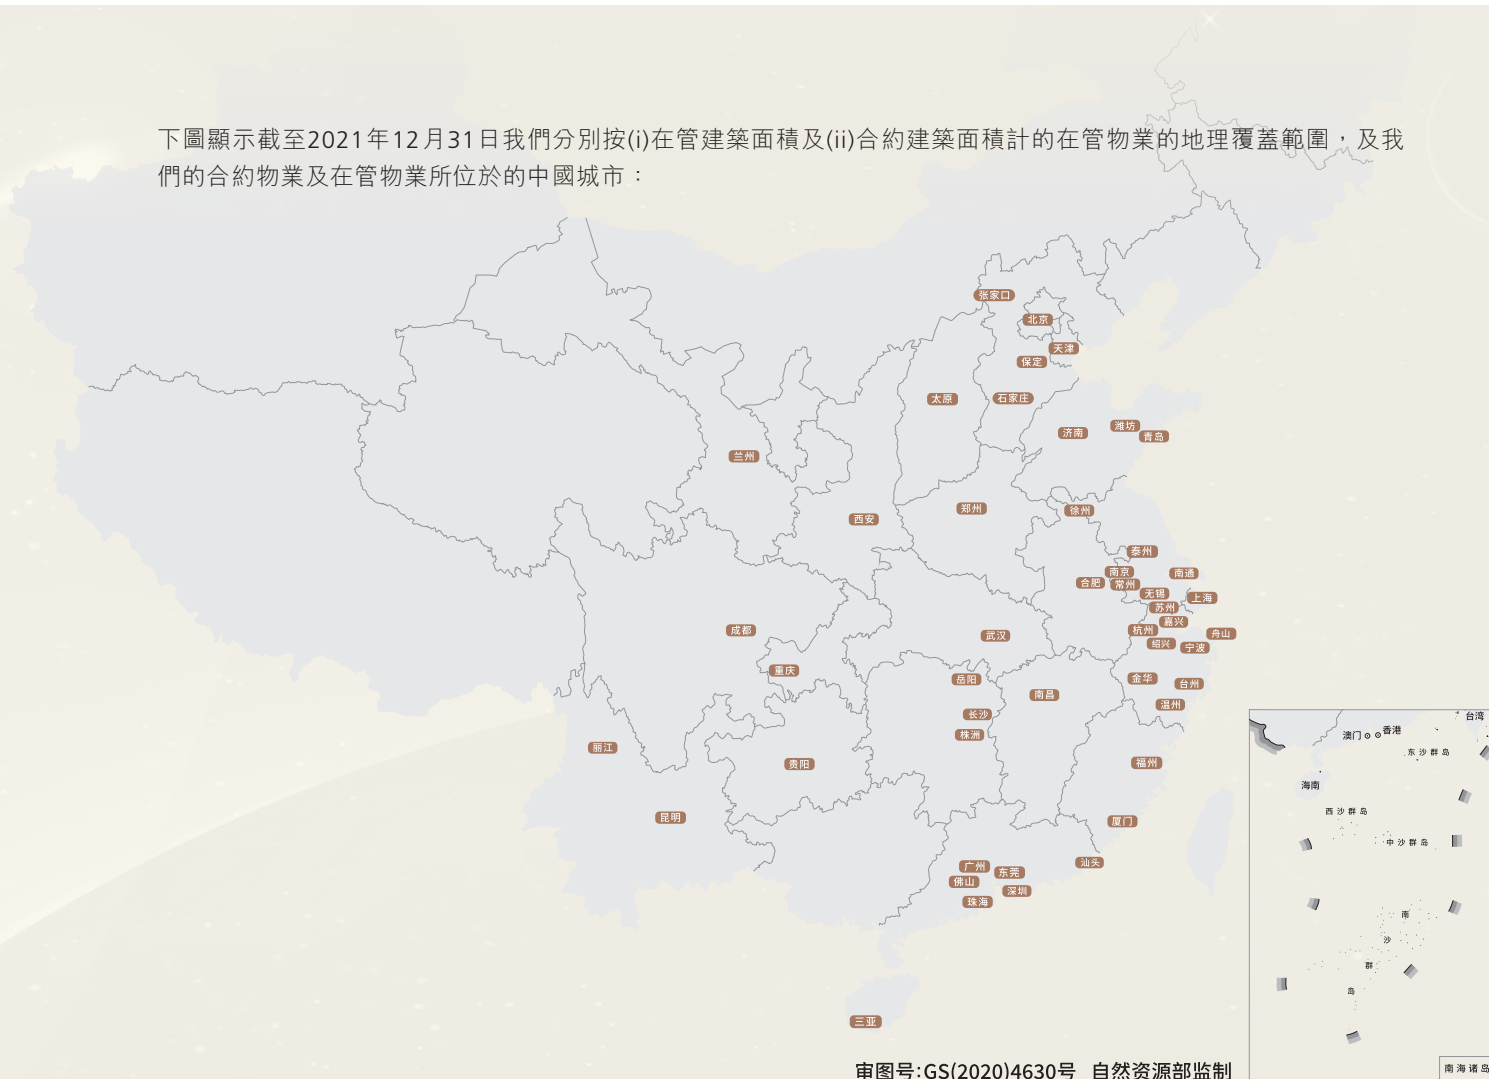 下圖顯示截至2021年12月31日我們分別按(i)在管建築面積及(ii)合約建築面積計的在管物業的地理覆蓋範圍，及我
們的合約物業及在管物業所位於的中國城市：
张家口
北京
天津
保定
太原
石家庄
潍坊
济南
青岛
兰州
郑州
徐州
西安
泰州
南京
南通
合肥
常州
无锡
上海
苏州
嘉兴
成都
杭州
舟山
武汉
绍兴
宁波
重庆
岳阳
金华
台州
南昌
温州
长沙
株洲
丽江
贵阳
福州
昆明
厦门
汕头
广州
东莞
佛山
深圳
珠海
三亚
台湾
香港
澳门
东沙群岛
海南
西沙群岛
中沙群岛
南
沙
群
岛
南海诸岛
审图号:GS(2020)4630号 自然资源部监制